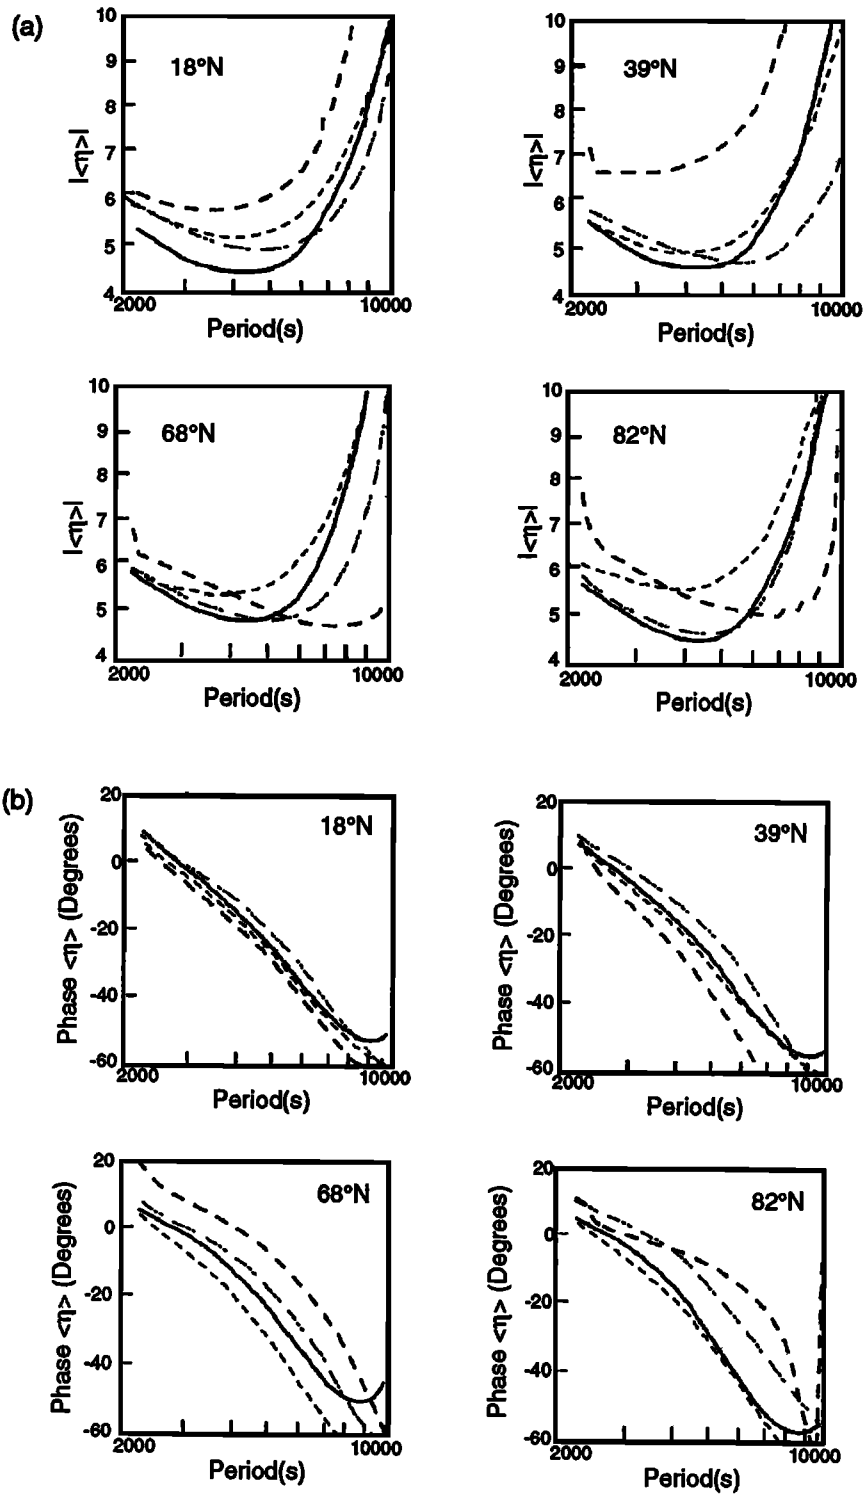 (a)
10
9
8
7
6
5
4
18°N
|<η>|
2000 10000
Period(s)
10
9
8
7
6
5
4
39°N
|<η>|
2000 10000
Period(s)
10
9
8
7
6
5
4
68°N
|<η>|
2000 10000
Period(s)
10
9
8
7
6
5
4
82°N
|<η>|
2000 10000
Period(s)
(b)
20
0
-20
-40
-60
18°N
Phase <η> (Degrees)
2000 10000
Period(s)
20
0
-20
-40
-60
39°N
Phase <η> (Degrees)
2000 10000
Period(s)
20
0
-20
-40
-60
68°N
Phase <η> (Degrees)
2000 10000
Period(s)
20
0
-20
-40
-60
82°N
Phase <η> (Degrees)
2000 10000
Period(s)